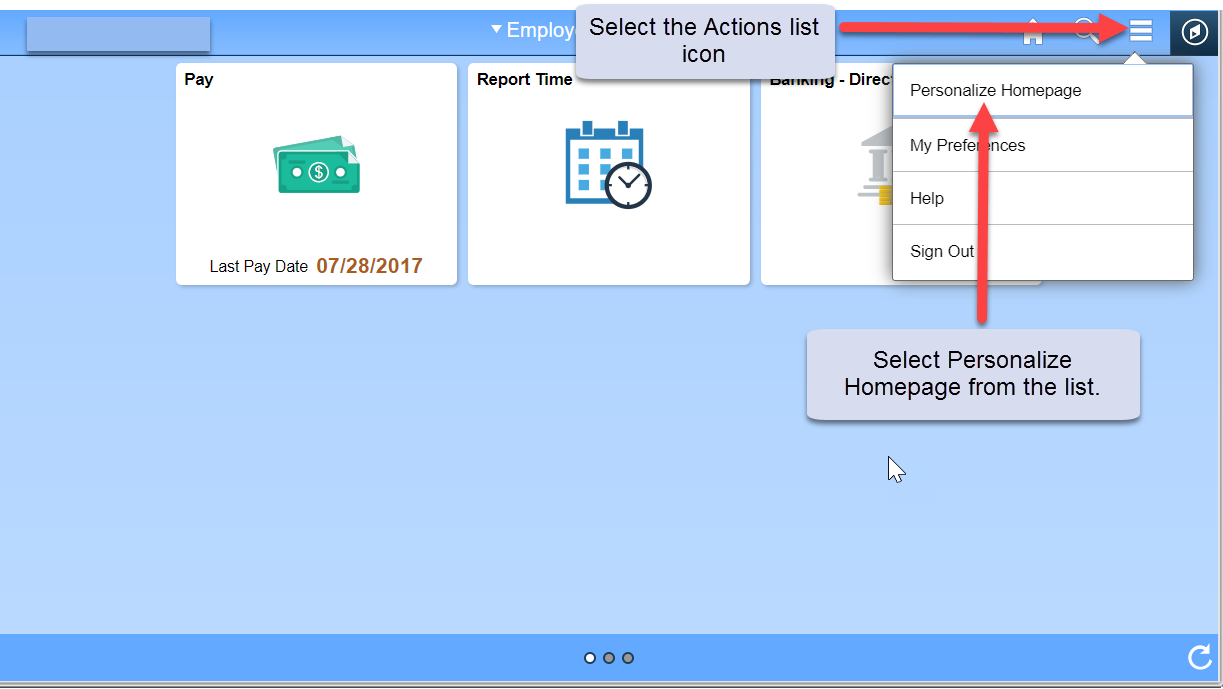 Employ
Select the Actions list
icon
Pay
Report Time
Banking - Direc
Personalize Homepage
My Preferences
Help
Sign Out
$
Last Pay Date 07/28/2017
Select Personalize
Homepage from the list.